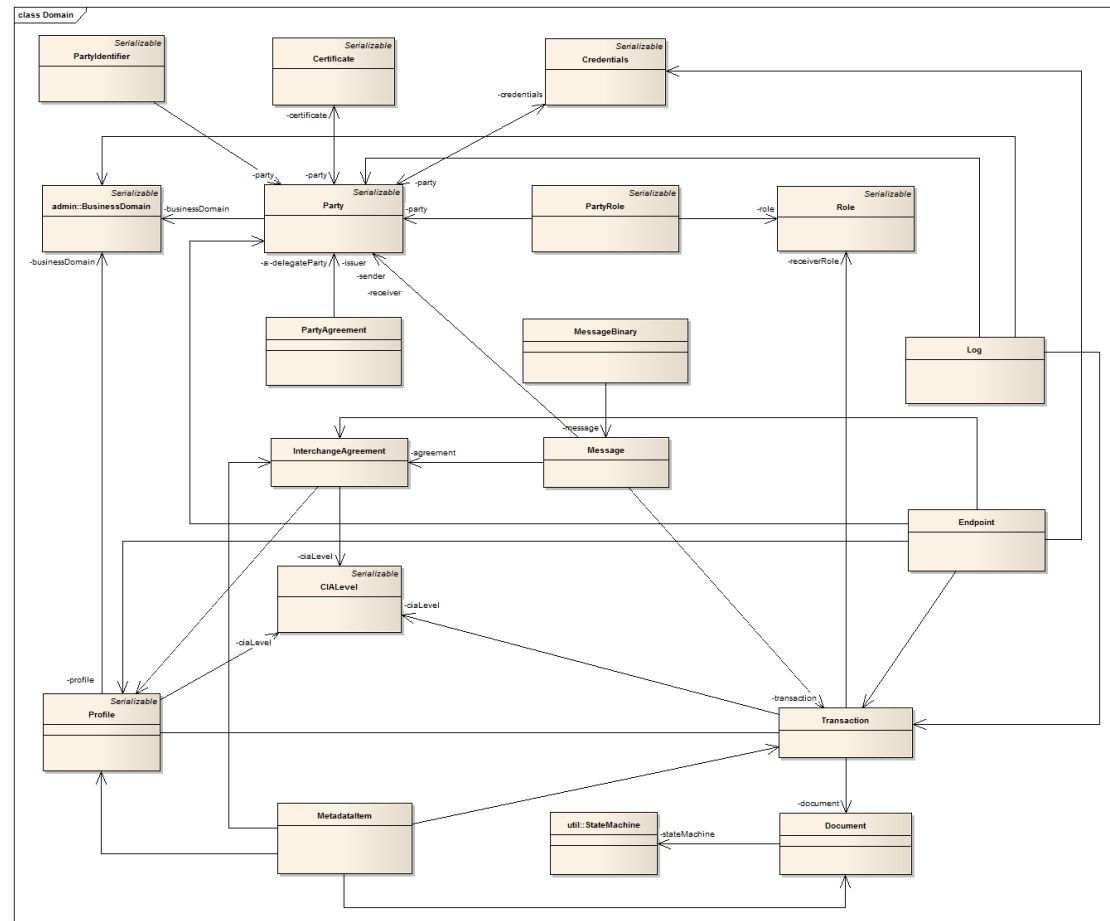 class Domain
Serializable
PartyIdentifier
Serializable
Certificate
Serializable
Credentials
-certificate
-credentials
-party
-party
-party
Serializable
admin::BusinessDomain
-businessDomain
Serializable
Party
-party
Serializable
PartyRole
-role
Serializable
Role
-businessDomain
-a -delegateParty
-issuer
-sender
-receiver
-receiverRole
PartyAgreement
MessageBinary
Log
-message
InterchangeAgreement
-agreement
Message
Endpoint
-ciaLevel
Serializable
CIALevel
-ciaLevel
-ciaLevel
-profile
Serializable
Profile
-transaction
Transaction
MetadataItem
-document
util::StateMachine
-stateMachine
Document